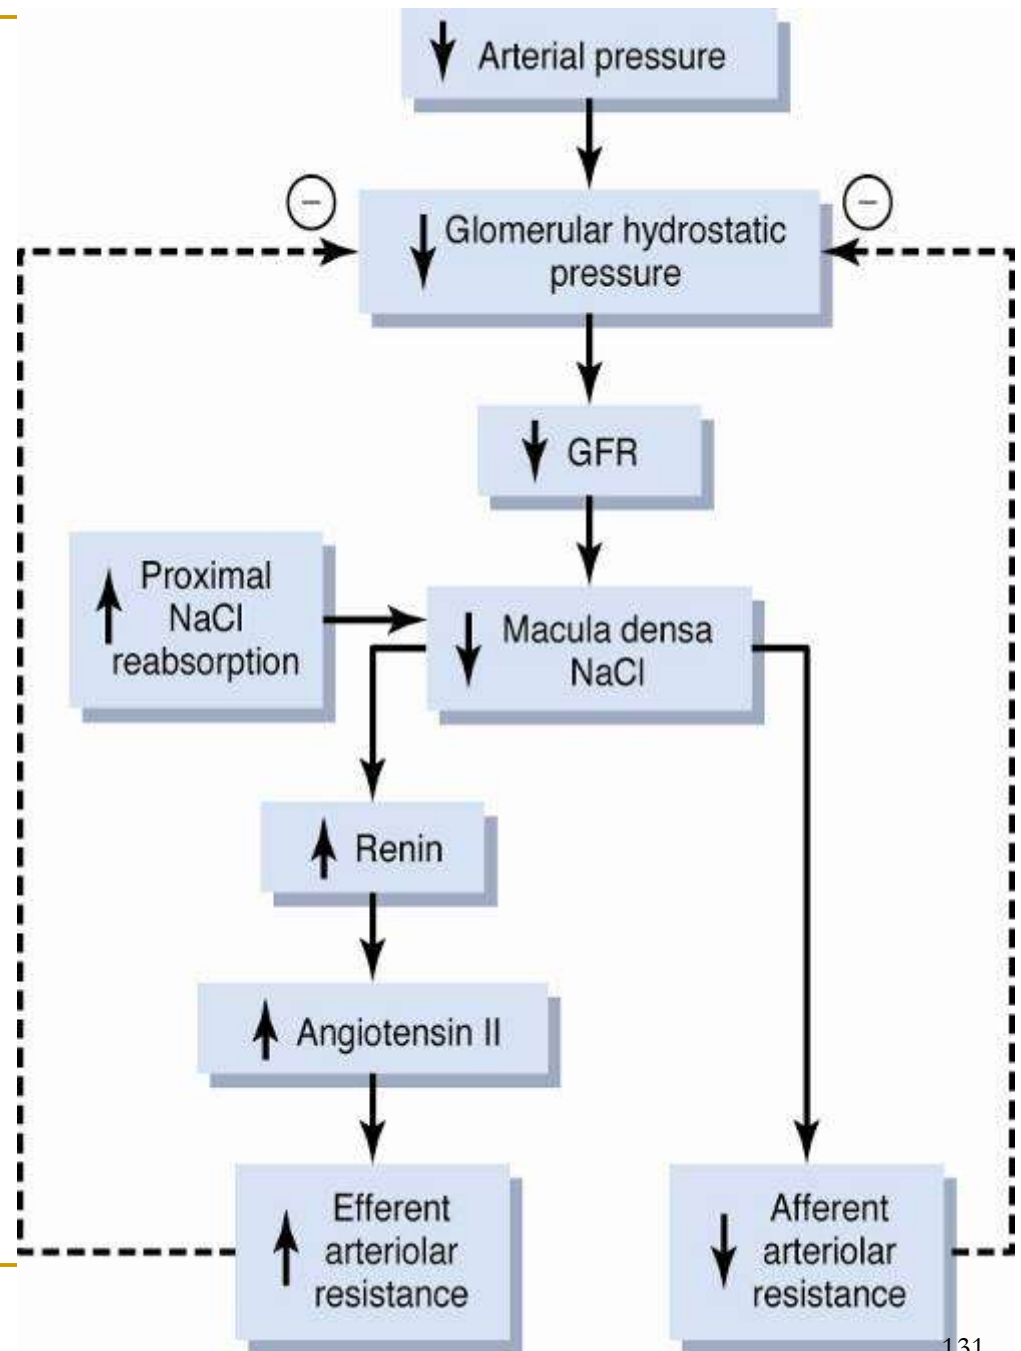 ↓ Arterial pressure
−
−
↓ Glomerular hydrostatic
pressure
↓ GFR
↑ Proximal
NaCl
reabsorption
↓ Macula densa
NaCl
↑ Renin
↑ Angiotensin II
↑ Efferent
arteriolar
resistance
↓ Afferent
arteriolar
resistance
131